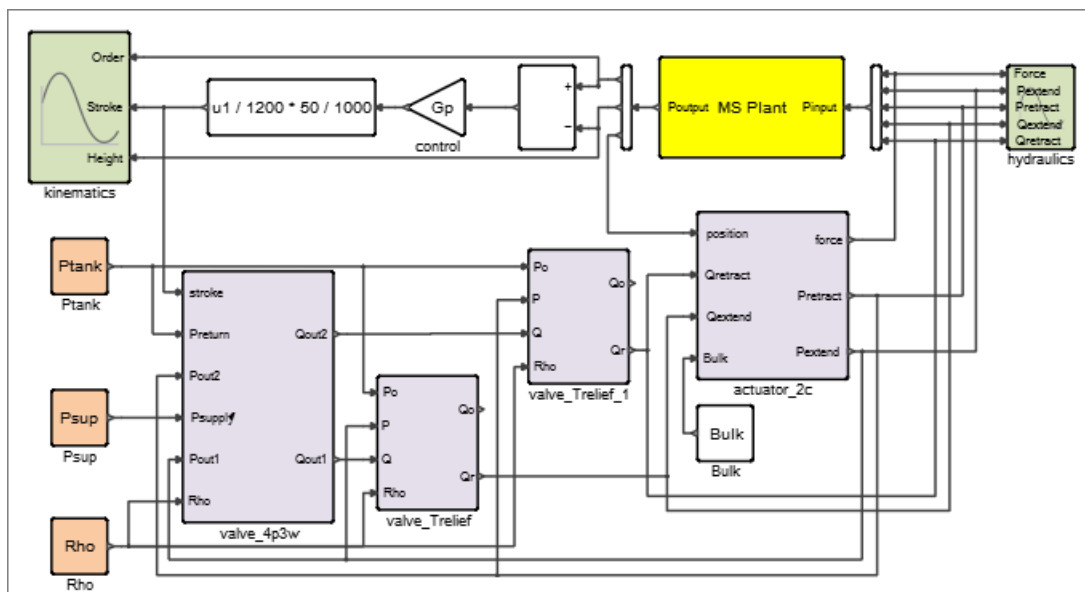 Order
Stroke
Height
kinematics
u1 / 1200 * 50 / 1000
Gp
control
+
−
Poutput
MS Plant
Pinput
Force
Pextend
Pretract
Qextend
Qretract
hydraulics
Ptank
Ptank
Psup
Psup
Rho
Rho
stroke
Preturn
Pout2
Psupply
Pout1
Rho
Qout2
Qout1
valve_4p3w
Po
P
Q
Rho
Qo
Qr
valve_Trelief
Po
P
Q
Rho
Qo
Qr
valve_Trelief_1
position
Qretract
Qextend
Bulk
force
Pretract
Pextend
actuator_2c
Bulk
Bulk